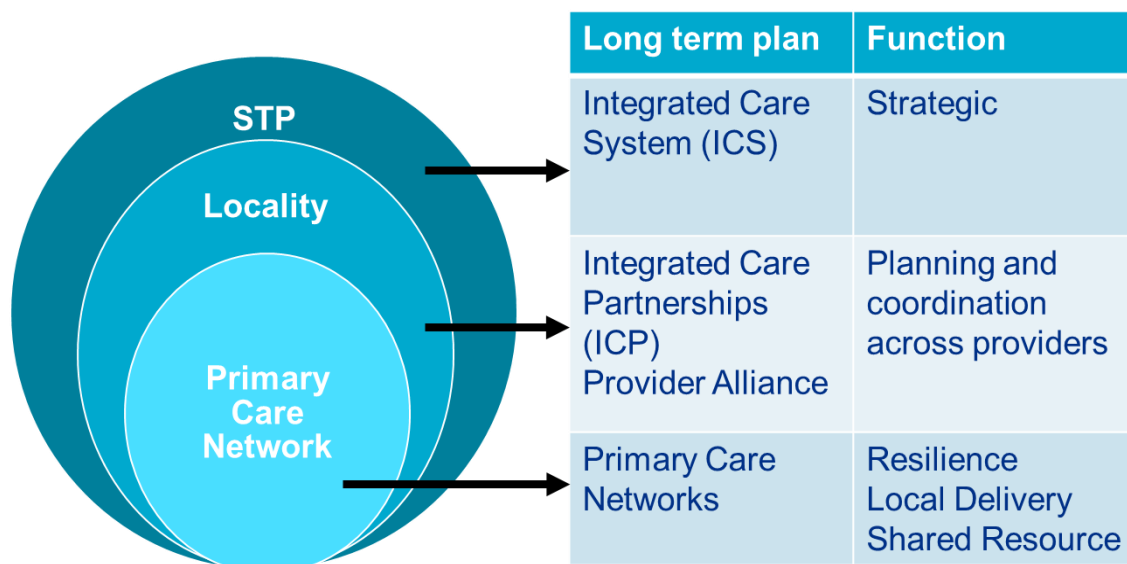 STP
Locality
Primary
Care
Network
Long term plan
Function
Integrated Care
System (ICS)
Strategic
Integrated Care
Partnerships
(ICP)
Provider Alliance
Planning and
coordination
across providers
Primary Care
Networks
Resilience
Local Delivery
Shared Resource